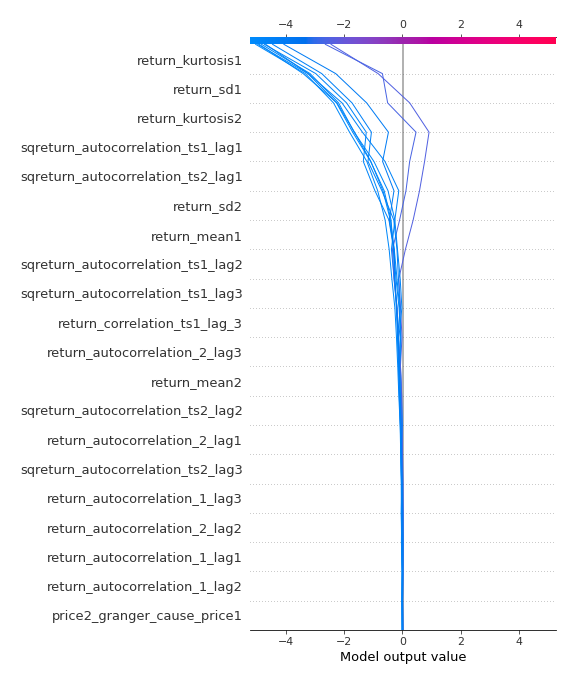 −4 −2 0 2 4
return_kurtosis1
return_sd1
return_kurtosis2
sqreturn_autocorrelation_ts1_lag1
sqreturn_autocorrelation_ts2_lag1
return_sd2
return_mean1
sqreturn_autocorrelation_ts1_lag2
sqreturn_autocorrelation_ts1_lag3
return_correlation_ts1_lag_3
return_autocorrelation_2_lag3
return_mean2
sqreturn_autocorrelation_ts2_lag2
return_autocorrelation_2_lag1
sqreturn_autocorrelation_ts2_lag3
return_autocorrelation_1_lag3
return_autocorrelation_2_lag2
return_autocorrelation_1_lag1
return_autocorrelation_1_lag2
price2_granger_cause_price1
−4 −2 0 2 4
Model output value